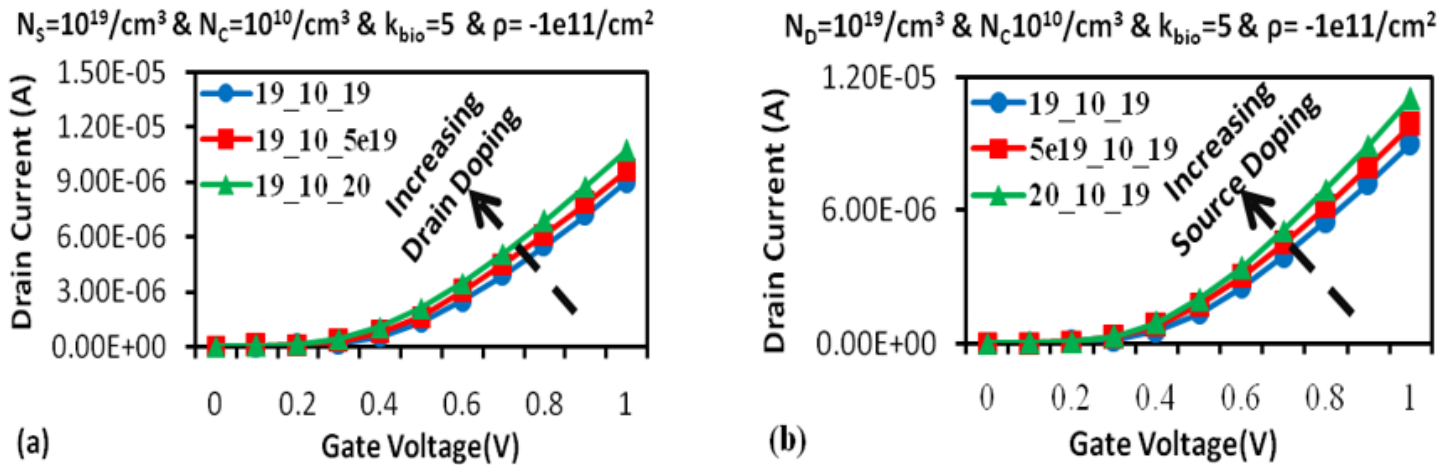 N_S=10^19/cm^3 & N_C=10^10/cm^3 & k_bio=5 & ρ= -1e11/cm^2
Drain Current (A)
1.50E-05
1.20E-05
9.00E-06
6.00E-06
3.00E-06
0.00E+00
19_10_19
19_10_5e19
19_10_20
Increasing
Drain Doping
0 0.2 0.4 0.6 0.8 1
(a) Gate Voltage(V)
N_D=10^19/cm^3 & N_C10^10/cm^3 & k_bio=5 & ρ= -1e11/cm^2
Drain Current (A)
1.20E-05
6.00E-06
0.00E+00
19_10_19
5e19_10_19
20_10_19
Increasing
Source Doping
0 0.2 0.4 0.6 0.8 1
(b) Gate Voltage(V)